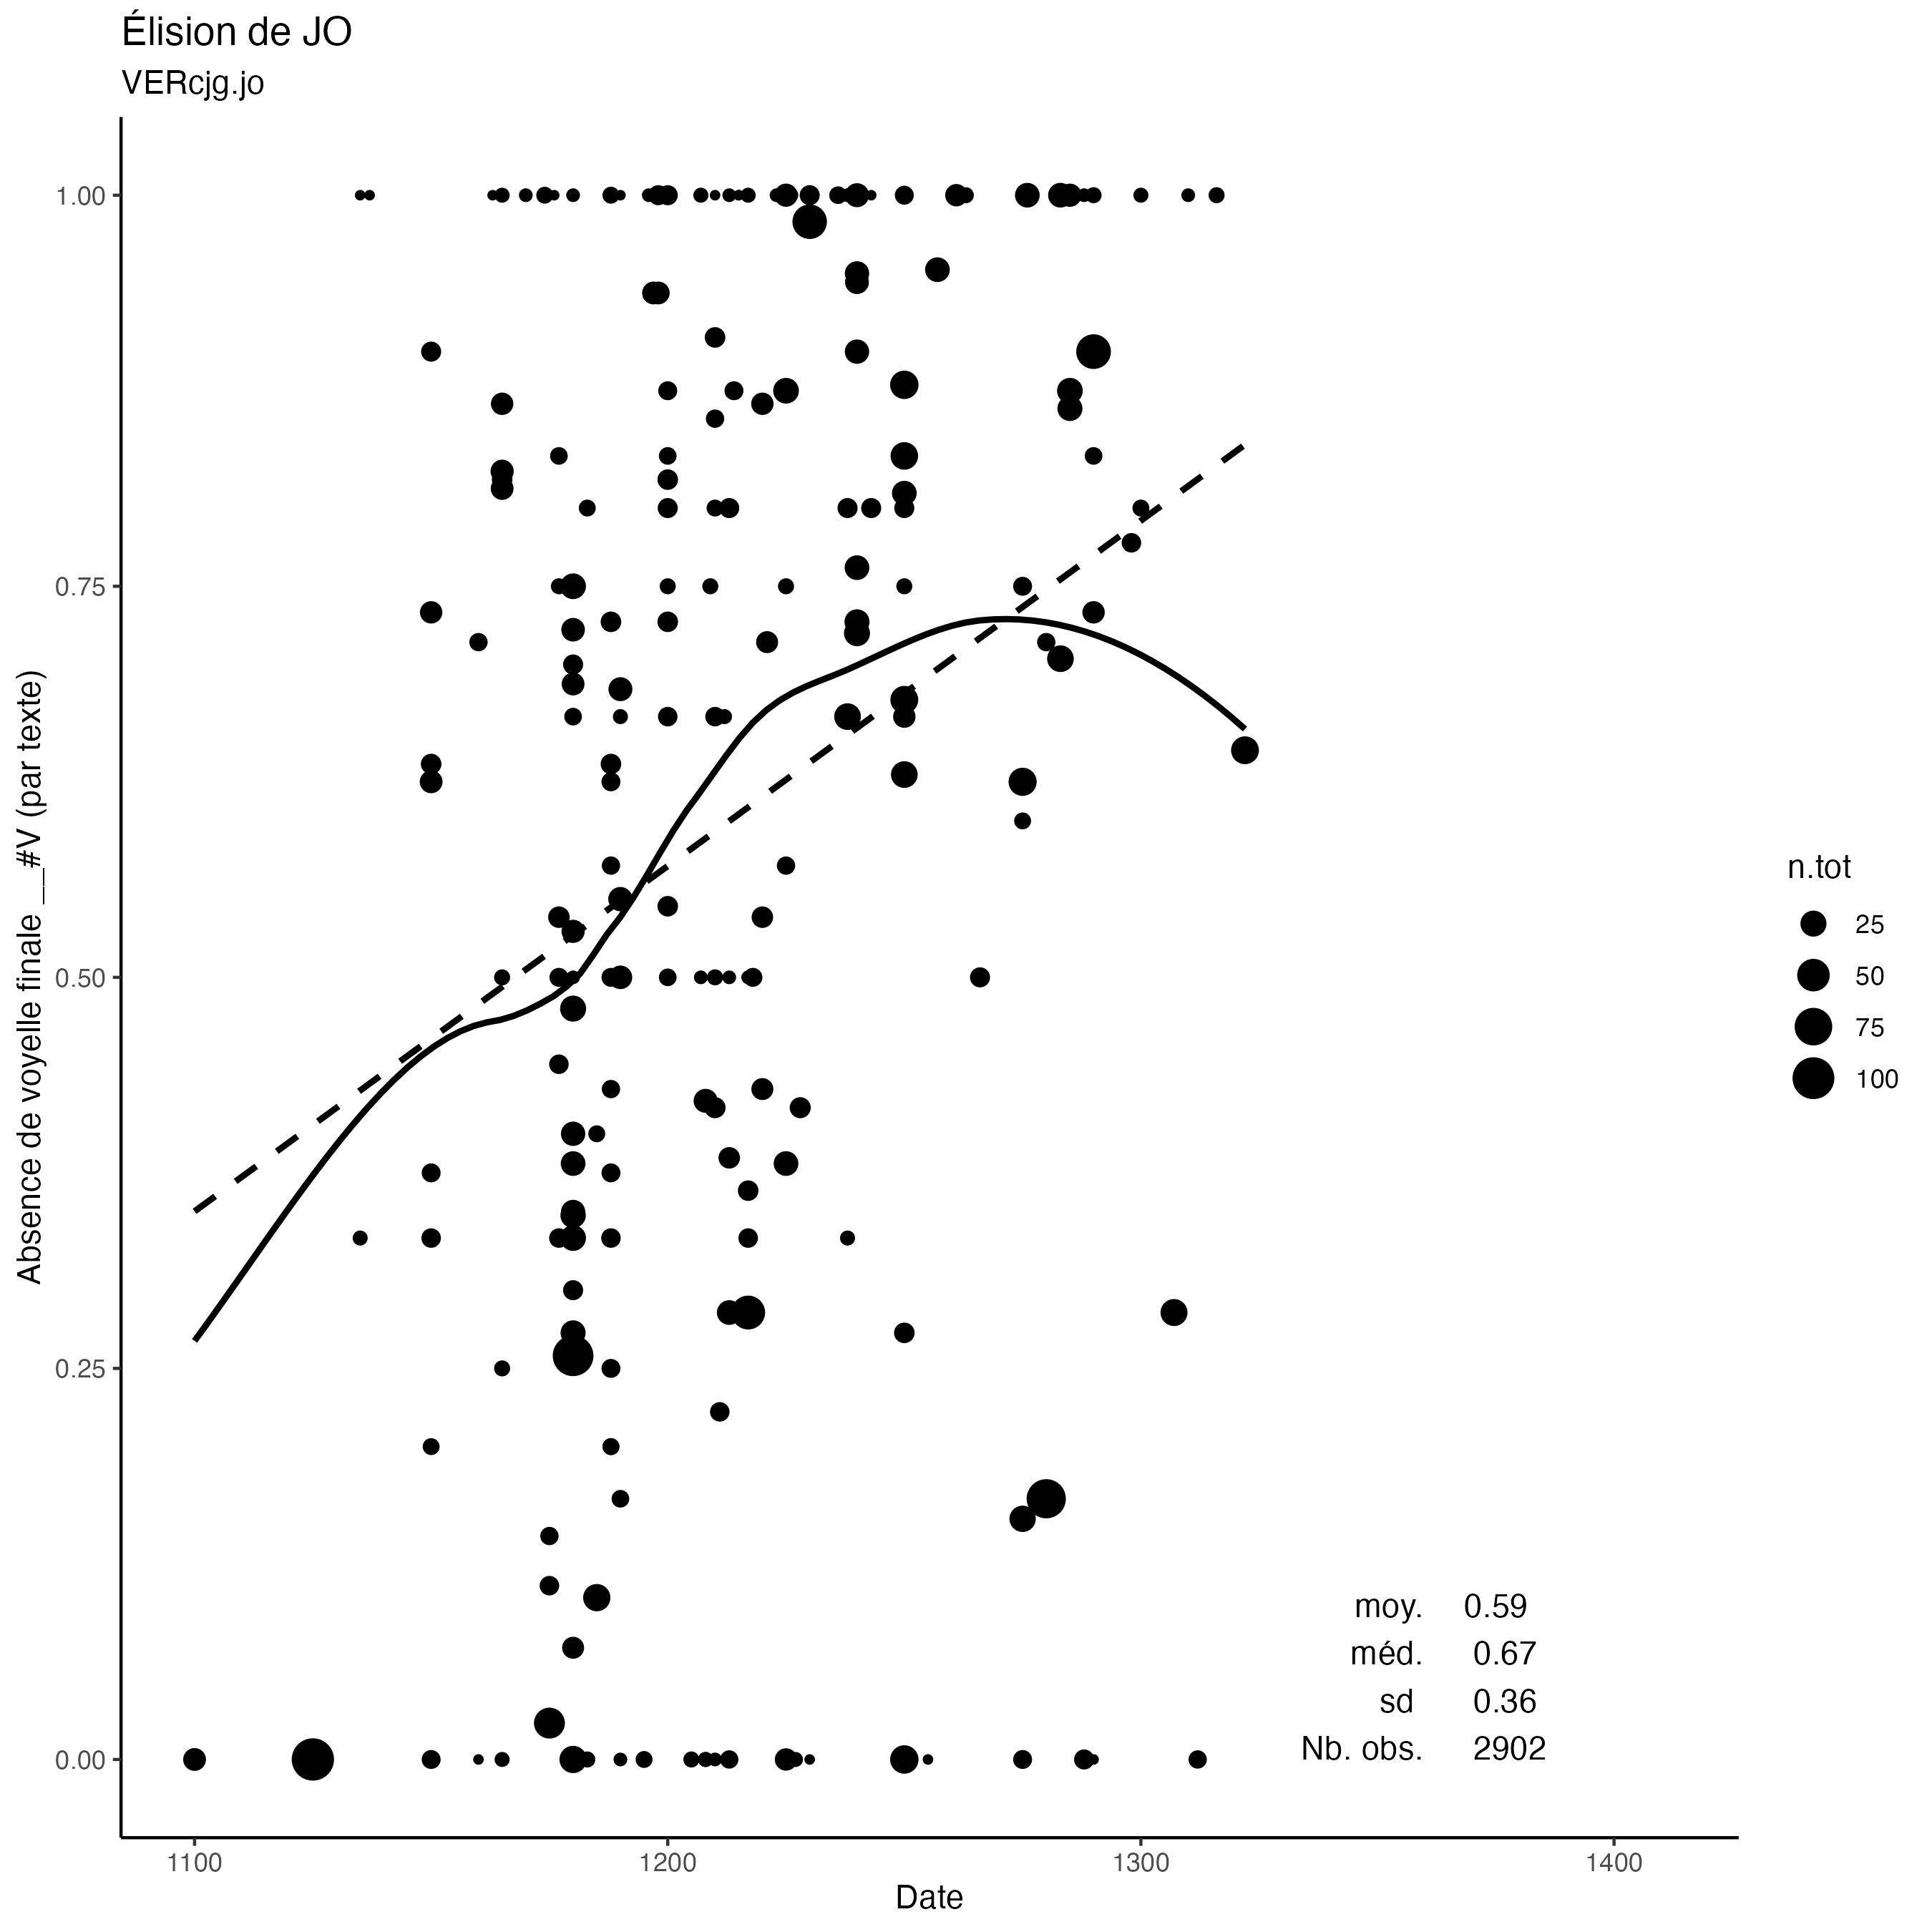 Élision de JO
VERcjg.jo
Absence de voyelle finale __#V (par texte)
1.00
0.75
0.50
0.25
0.00
1100
1200
1300
1400
Date
moy. 0.59
méd. 0.67
sd 0.36
Nb. obs. 2902
n.tot
25
50
75
100